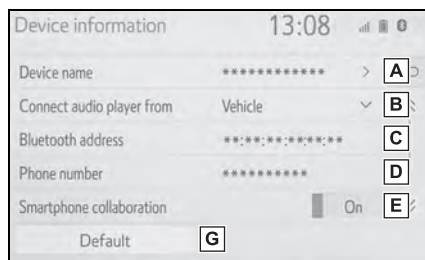 Device information 13:08
Device name ************ > A
Connect audio player from Vehicle B
Bluetooth address **:**:**:**:**:** C
Phone number ********** D
Smartphone collaboration On E
Default G